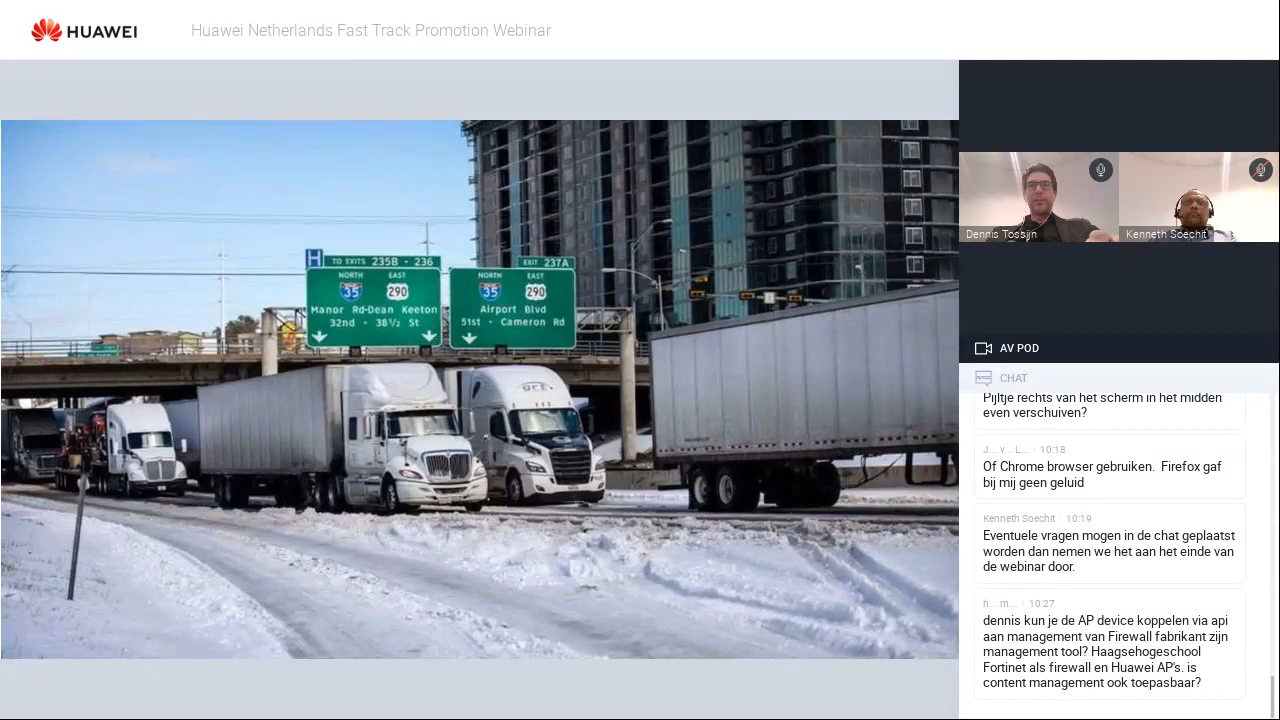 HUAWEI
Huawei Netherlands Fast Track Promotion Webinar
H TO EXITS 235B - 236
EXIT 237A
NORTH EAST
35 290
Manor Rd-Dean Keeton
32nd - 38½ St
NORTH EAST
35 290
Airport Blvd
51st - Cameron Rd
Dennis Tossijn
Kenneth Soechit
AV POD
CHAT
Pijltje rechts van het scherm in het midden
even verschuiven?
J... v... L... 10:18
Of Chrome browser gebruiken. Firefox gaf
bij mij geen geluid
Kenneth Soechit 10:19
Eventuele vragen mogen in de chat geplaatst
worden dan nemen we het aan het einde van
de webinar door.
h... m... 10:27
dennis kun je de AP device koppelen via api
aan management van Firewall fabrikant zijn
management tool? Haagsehogeschool
Fortinet als firewall en Huawei AP's. is
content management ook toepasbaar?